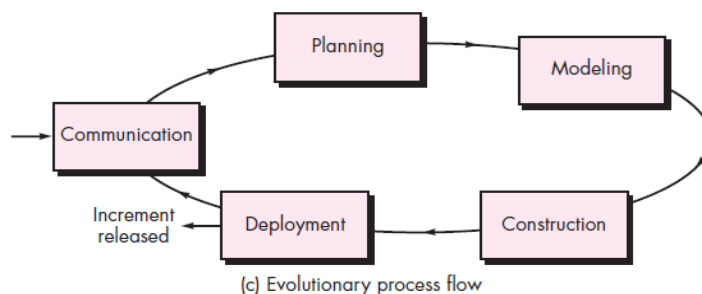 Planning
Modeling
Communication
Increment
released
Deployment
Construction
(c) Evolutionary process flow